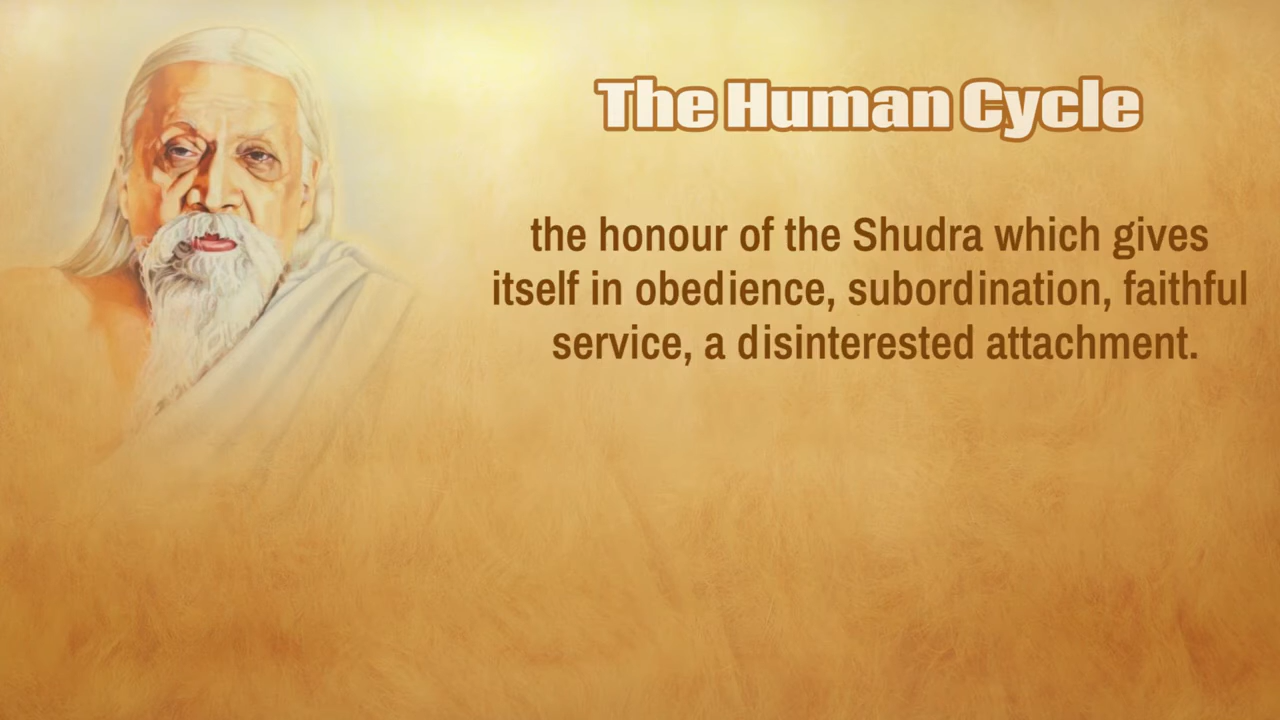 The Human Cycle
the honour of the Shudra which gives
itself in obedience, subordination, faithful
service, a disinterested attachment.